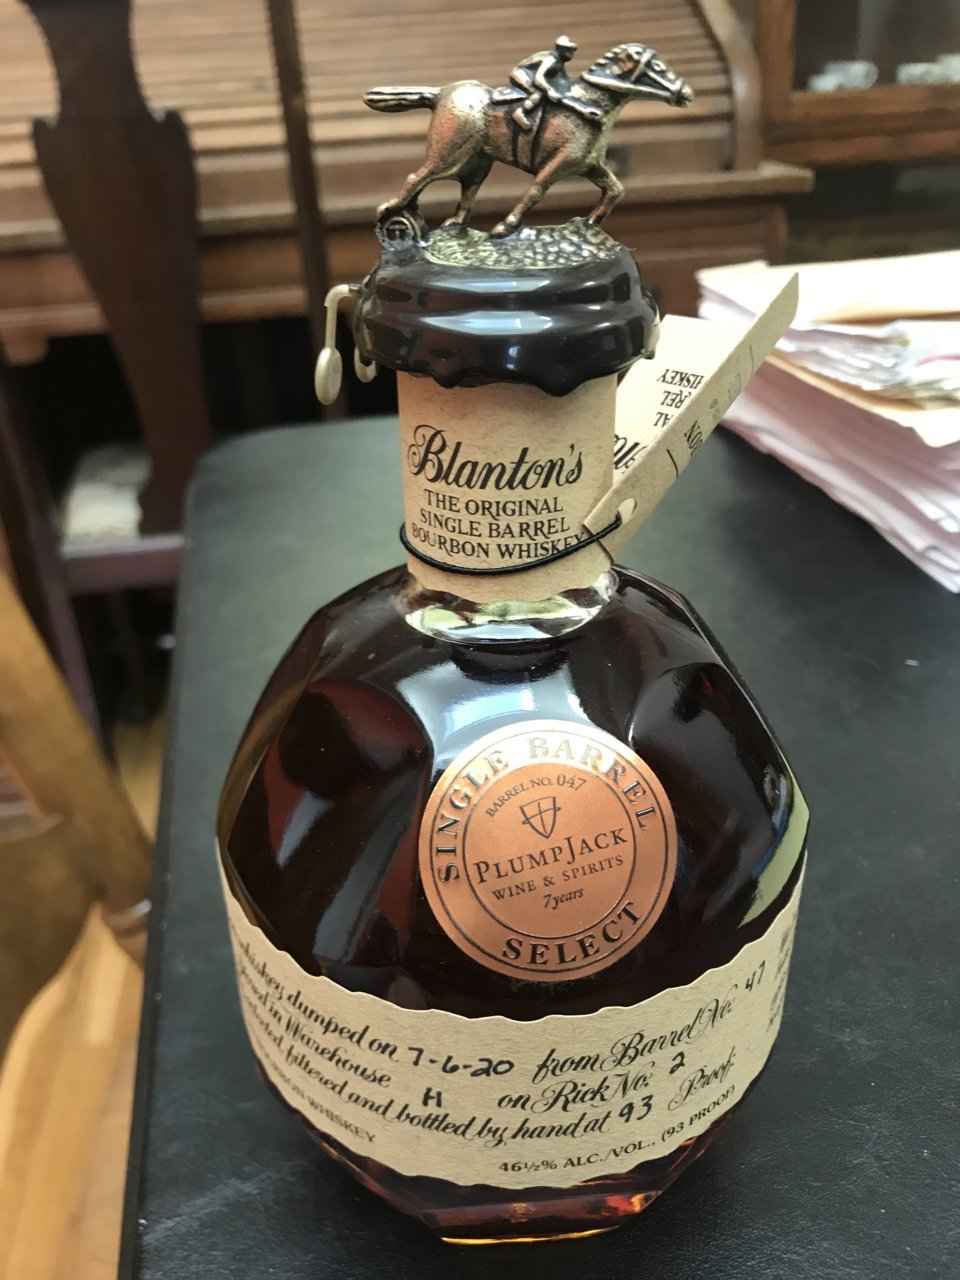 Blanton's
THE ORIGINAL
SINGLE BARREL
BOURBON WHISKEY
SINGLE BARREL
BARREL NO. 047
PLUMPJACK
WINE & SPIRITS
7 years
SELECT
whiskey dumped on 7-6-20 from Barrel No. 47
in Warehouse H on Rick No. 2
filtered and bottled by hand at 93 Proof.
WHISKEY
46½% ALC./VOL., (93 PROOF)